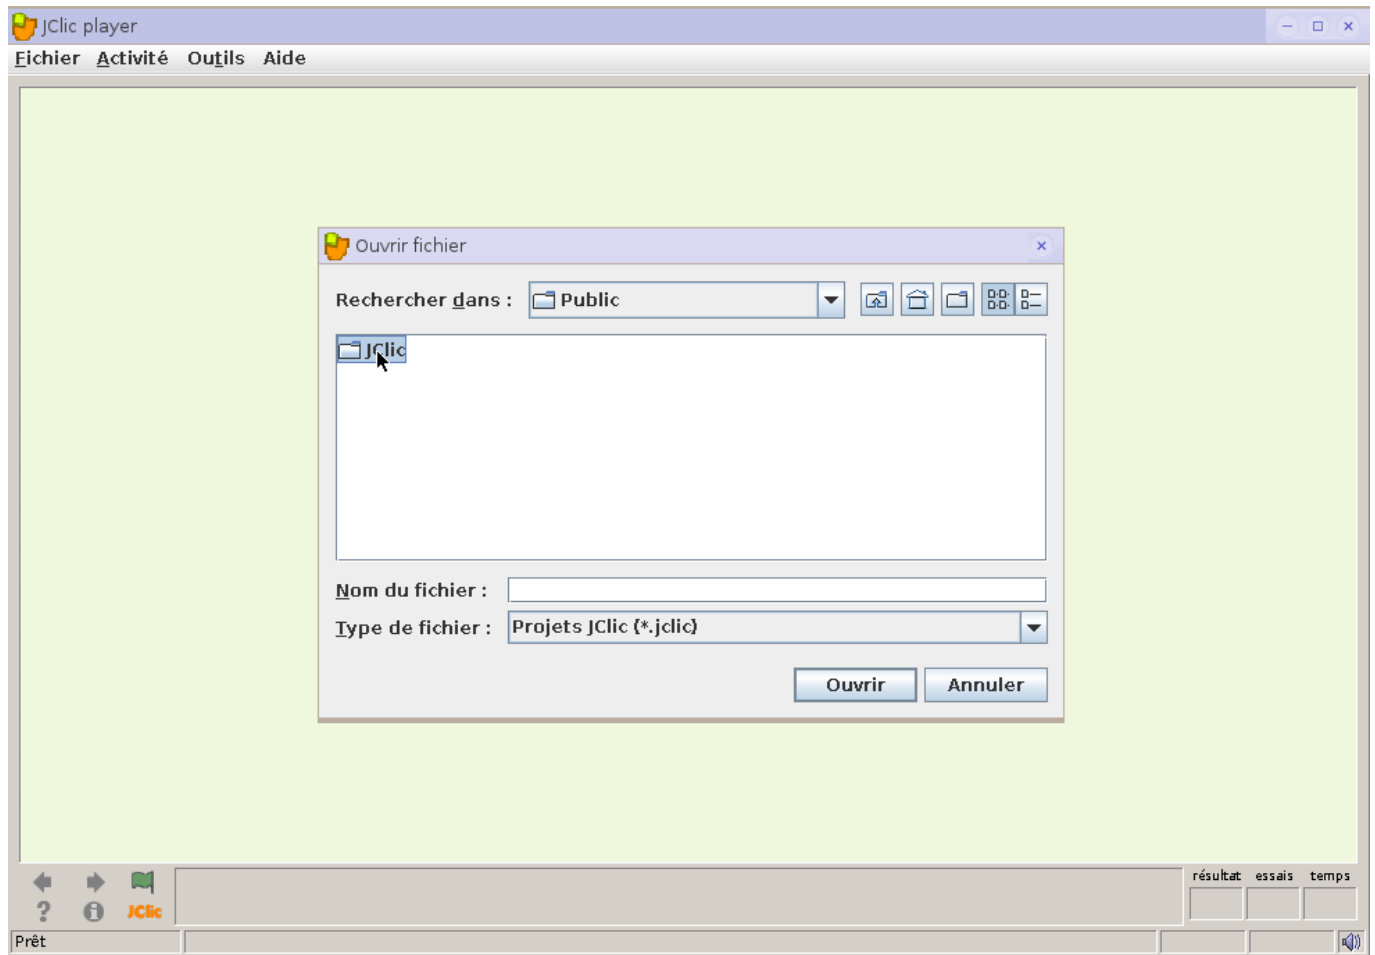 JClic player
Fichier Activité Outils Aide
Ouvrir fichier
Rechercher dans : Public
JClic
Nom du fichier :
Type de fichier : Projets JClic (*.jclic)
Ouvrir Annuler
résultat essais temps
? i JClic
Prêt